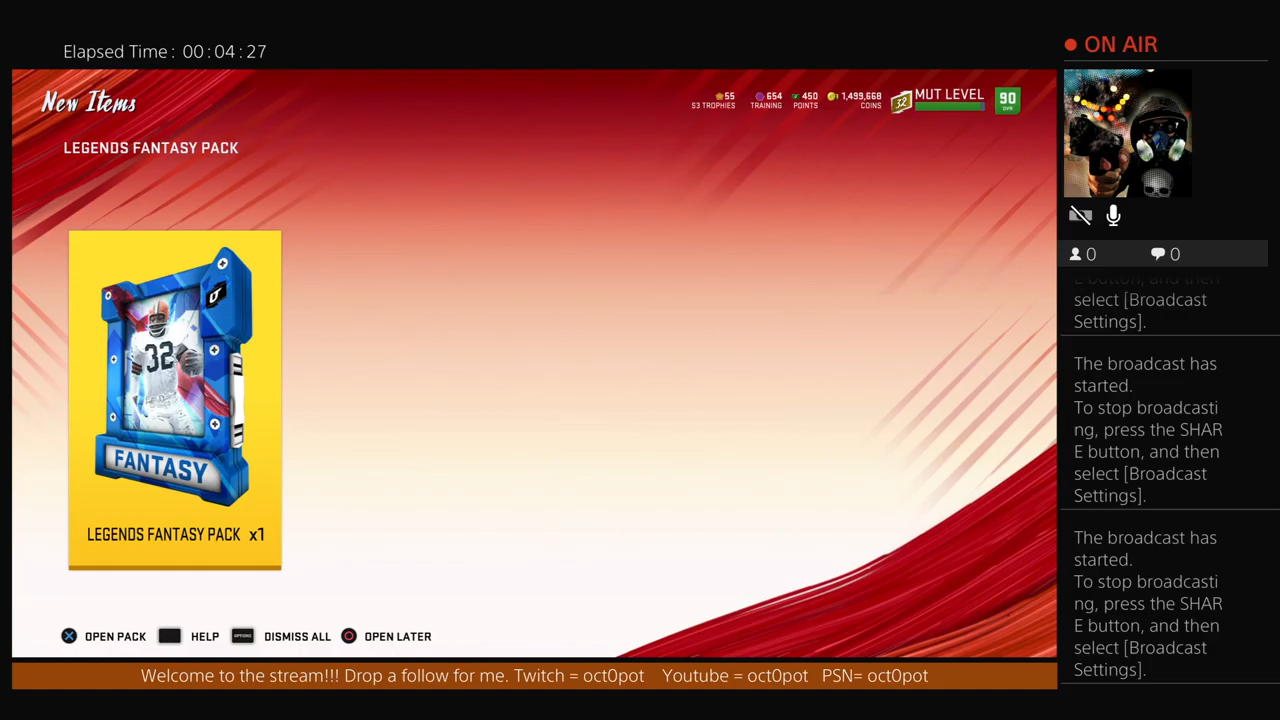 Elapsed Time: 00:04:27
ON AIR
New Items
55
S3 TROPHIES
654
TRAINING
450
POINTS
1,499,668
COINS
32
MUT LEVEL
90
OVR
LEGENDS FANTASY PACK
32
FANTASY
LEGENDS FANTASY PACK x1
OPEN PACK
HELP
OPTIONS
DISMISS ALL
OPEN LATER
Welcome to the stream!!! Drop a follow for me. Twitch = oct0pot Youtube = oct0pot PSN= oct0pot
0 0
E button, and then
select [Broadcast
Settings].
The broadcast has
started.
To stop broadcasti
ng, press the SHAR
E button, and then
select [Broadcast
Settings].
The broadcast has
started.
To stop broadcasti
ng, press the SHAR
E button, and then
select [Broadcast
Settings].